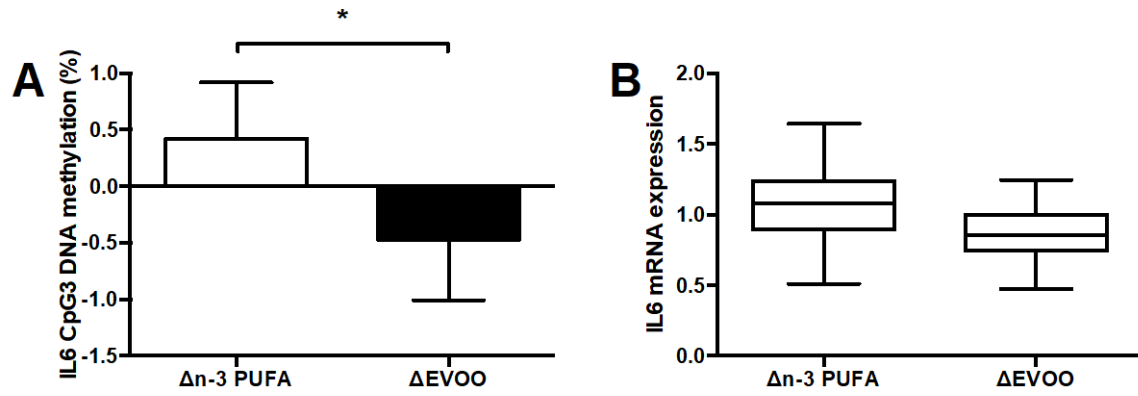 *
A
IL6 CpG3 DNA methylation (%)
1.0
0.5
0.0
-0.5
-1.0
-1.5
Δn-3 PUFA
ΔEVOO
B
IL6 mRNA expression
2.0
1.5
1.0
0.5
0.0
Δn-3 PUFA
ΔEVOO